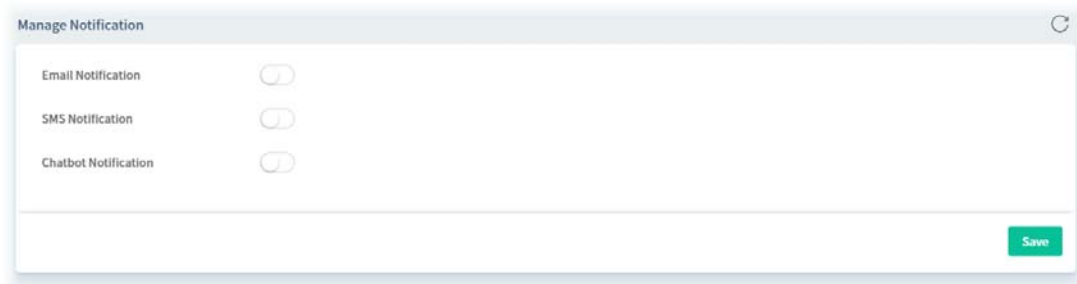 Manage Notification
Email Notification
SMS Notification
Chatbot Notification
Save